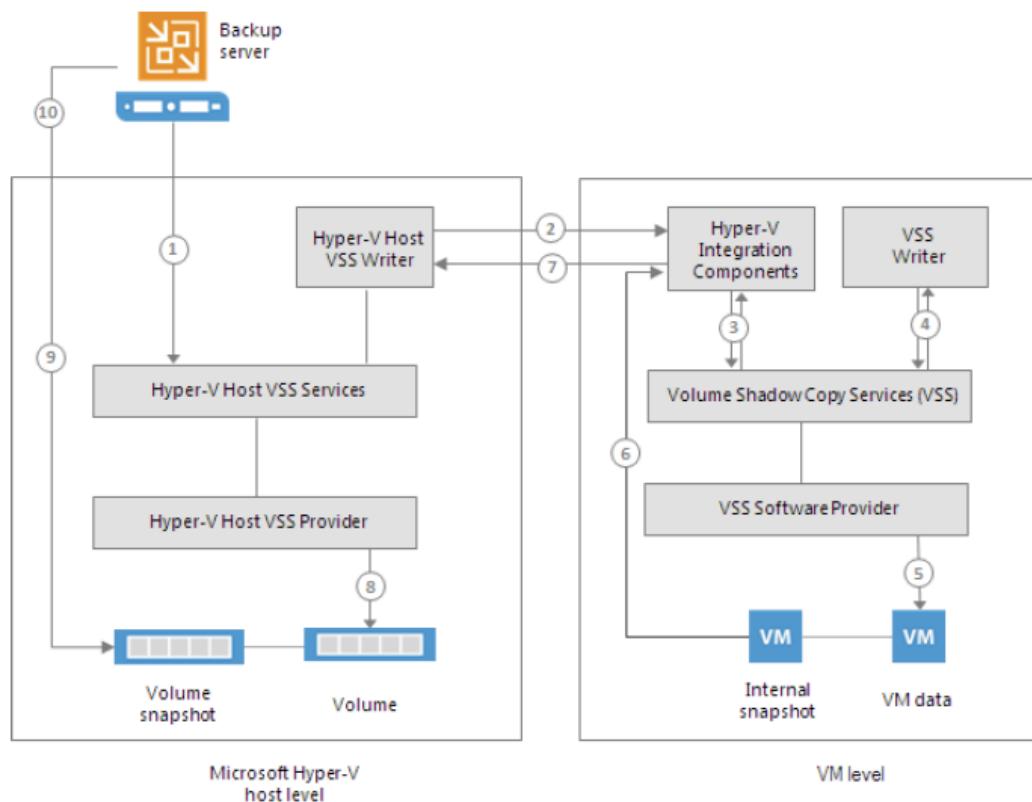 Backup
server
10
1
Hyper-V Host
VSS Writer
2
7
Hyper-V
Integration
Components
VSS
Writer
3
4
9
Hyper-V Host VSS Services
Volume Shadow Copy Services (VSS)
6
Hyper-V Host VSS Provider
VSS Software Provider
8
5
VM
VM
Volume
snapshot
Volume
Internal
snapshot
VM data
Microsoft Hyper-V
host level
VM level